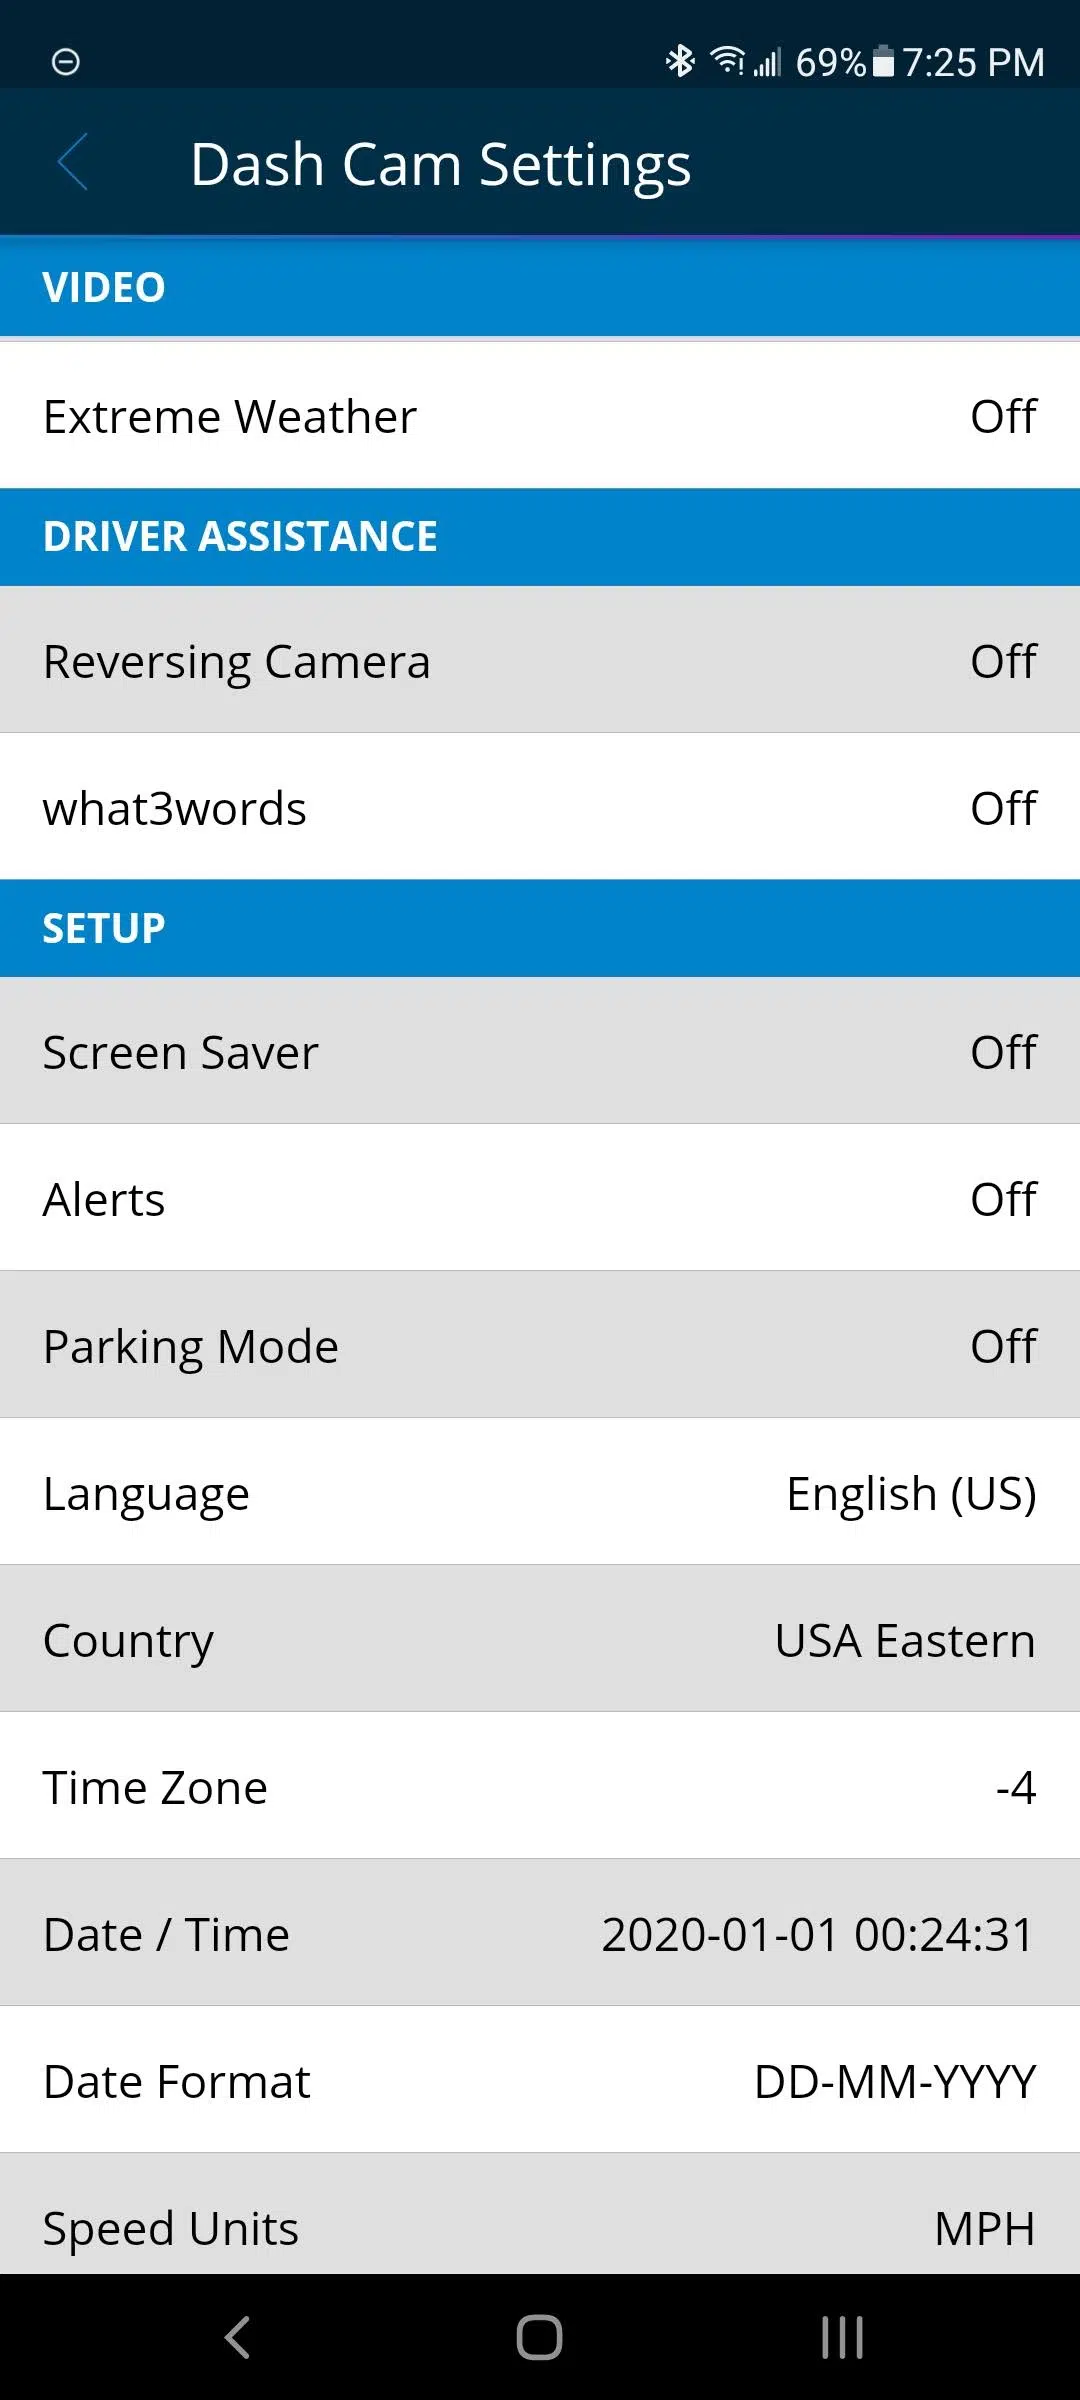 69% 7:25 PM
Dash Cam Settings
VIDEO
Extreme Weather Off
DRIVER ASSISTANCE
Reversing Camera Off
what3words Off
SETUP
Screen Saver Off
Alerts Off
Parking Mode Off
Language English (US)
Country USA Eastern
Time Zone -4
Date / Time 2020-01-01 00:24:31
Date Format DD-MM-YYYY
Speed Units MPH